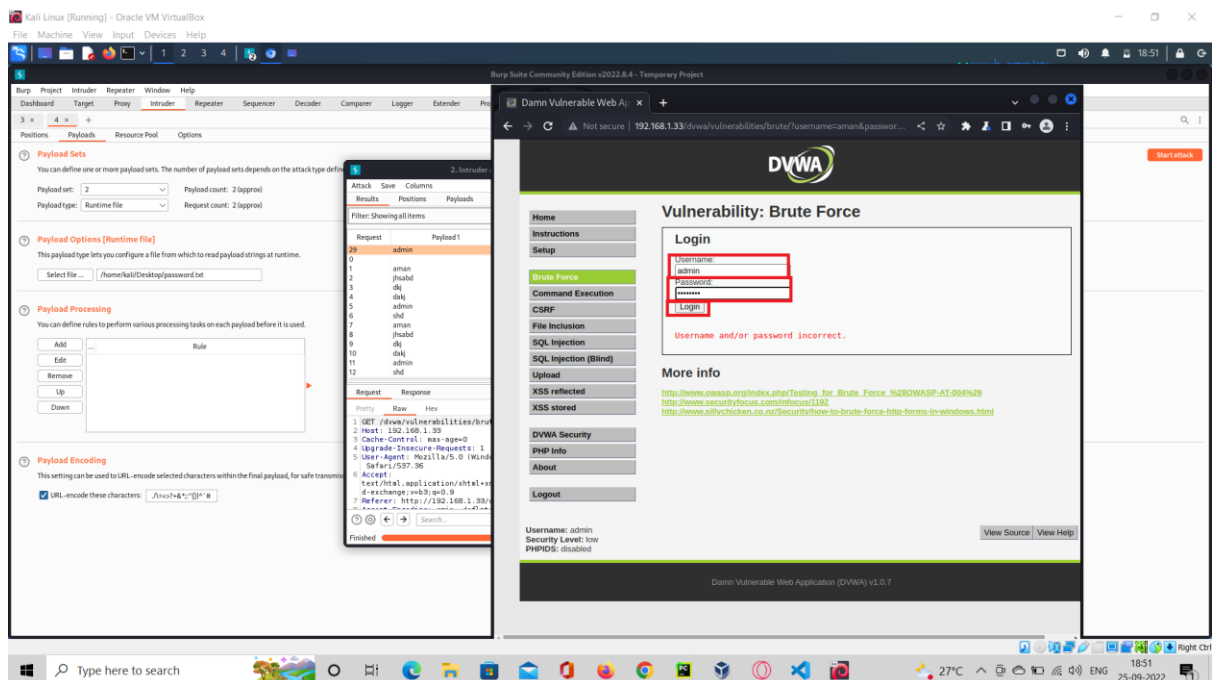 Kali Linux [Running] - Oracle VM VirtualBox
File Machine View Input Devices Help
1 2 3 4
18:51
Burp Suite Community Edition v2022.8.4 - Temporary Project
Burp Project Intruder Repeater Window Help
Dashboard Target Proxy Intruder Repeater Sequencer Decoder Comparer Logger Extender
3 × 4 × +
Positions Payloads Resource Pool Options
Payload Sets
Start attack
You can define one or more payload sets. The number of payload sets depends on the attack type
Payload set: 2 Payload count: 2 (approx)
Payload type: Runtime file Request count: 2 (approx)
Payload Options [Runtime file]
This payload type lets you configure a file from which to read payload strings at runtime.
Select file ... /home/kali/Desktop/password.txt
Payload Processing
You can define rules to perform various processing tasks on each payload before it is used.
Add
Edit
Remove
Up
Down
Rule
Payload Encoding
This setting can be used to URL-encode selected characters within the final payload, for safe
URL-encode these characters:
2. Intruder
Attack Save Columns
Results Positions Payloads
Filter: Showing all items
Request Payload 1
29 admin
0
1 aman
2 jhsabd
3 dkj
4 dakj
5 admin
6 shd
7 aman
8 jhsabd
9 dkj
10 dakj
11 admin
12 shd
Request Response
Pretty Raw Hex
1 GET /dvwa/vulnerabilities/brut
2 Host: 192.168.1.33
3 Cache-Control: max-age=0
4 Upgrade-Insecure-Requests: 1
5 User-Agent: Mozilla/5.0 (Wind
Safari/537.36
6 Accept:
text/html,application/xhtml+x
d-exchange;v=b3;q=0.9
7 Referer: http://192.168.1.33/
Search...
Finished
Damn Vulnerable Web Ap × +
Not secure | 192.168.1.33/dvwa/vulnerabilities/brute/?username=aman&passwor...
DVWA
Home
Instructions
Setup
Brute Force
Command Execution
CSRF
File Inclusion
SQL Injection
SQL Injection (Blind)
Upload
XSS reflected
XSS stored
DVWA Security
PHP Info
About
Logout
Vulnerability: Brute Force
Login
Username:
admin
Password:
••••••••
Login
Username and/or password incorrect.
More info
http://www.owasp.org/index.php/Testing_for_Brute_Force_%28OWASP-AT-004%29
http://www.securityfocus.com/infocus/1192
http://www.sillychicken.co.nz/Security/how-to-brute-force-http-forms-in-windows.html
Username: admin
Security Level: low
PHPIDS: disabled
View Source View Help
Damn Vulnerable Web Application (DVWA) v1.0.7
Right Ctrl
Type here to search
27°C
ENG
18:51
25-09-2022